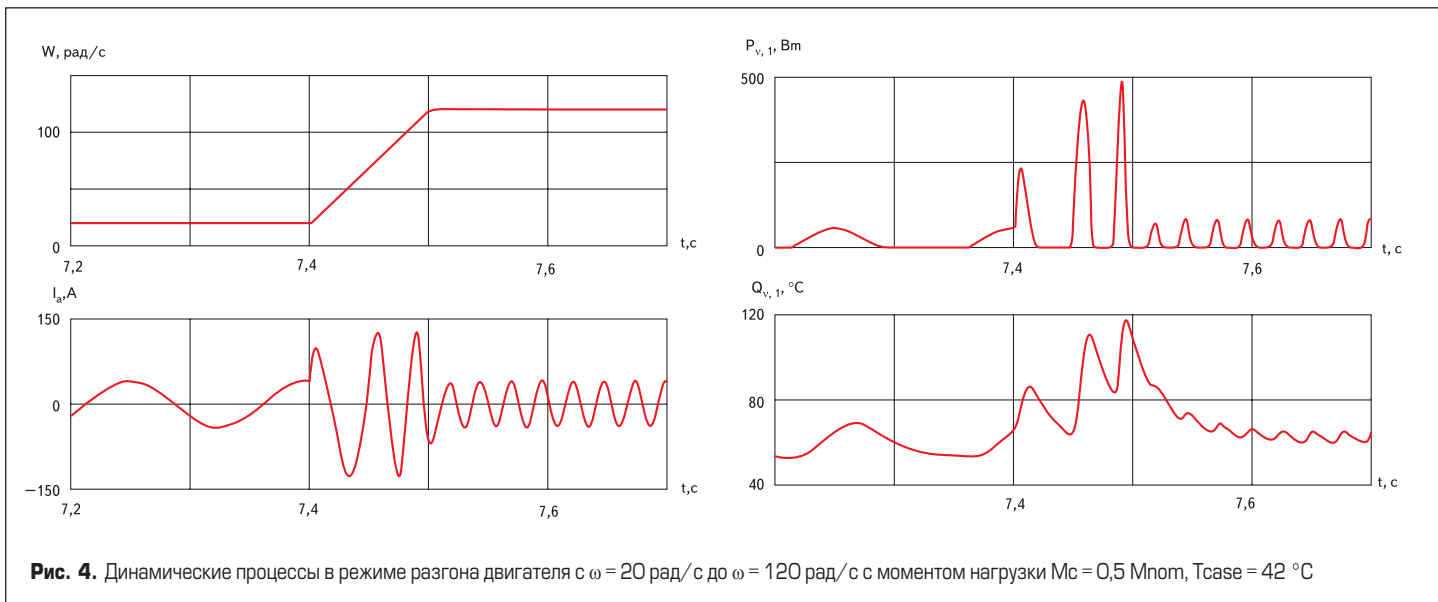 W, рад/с
100
0
7,2
7,4
7,6
t,c
Iₐ,A
150
0
−150
7,2
7,4
7,6
t,c
Pᵥ, ₁, Bm
500
0
7,4
7,6
t, c
Qᵥ, ₁, °C
120
80
40
7,4
7,6
t, c
Рис. 4. Динамические процессы в режиме разгона двигателя с ω = 20 рад/с до ω = 120 рад/с с моментом нагрузки Мс = 0,5 Мnom, Tcase = 42 °C